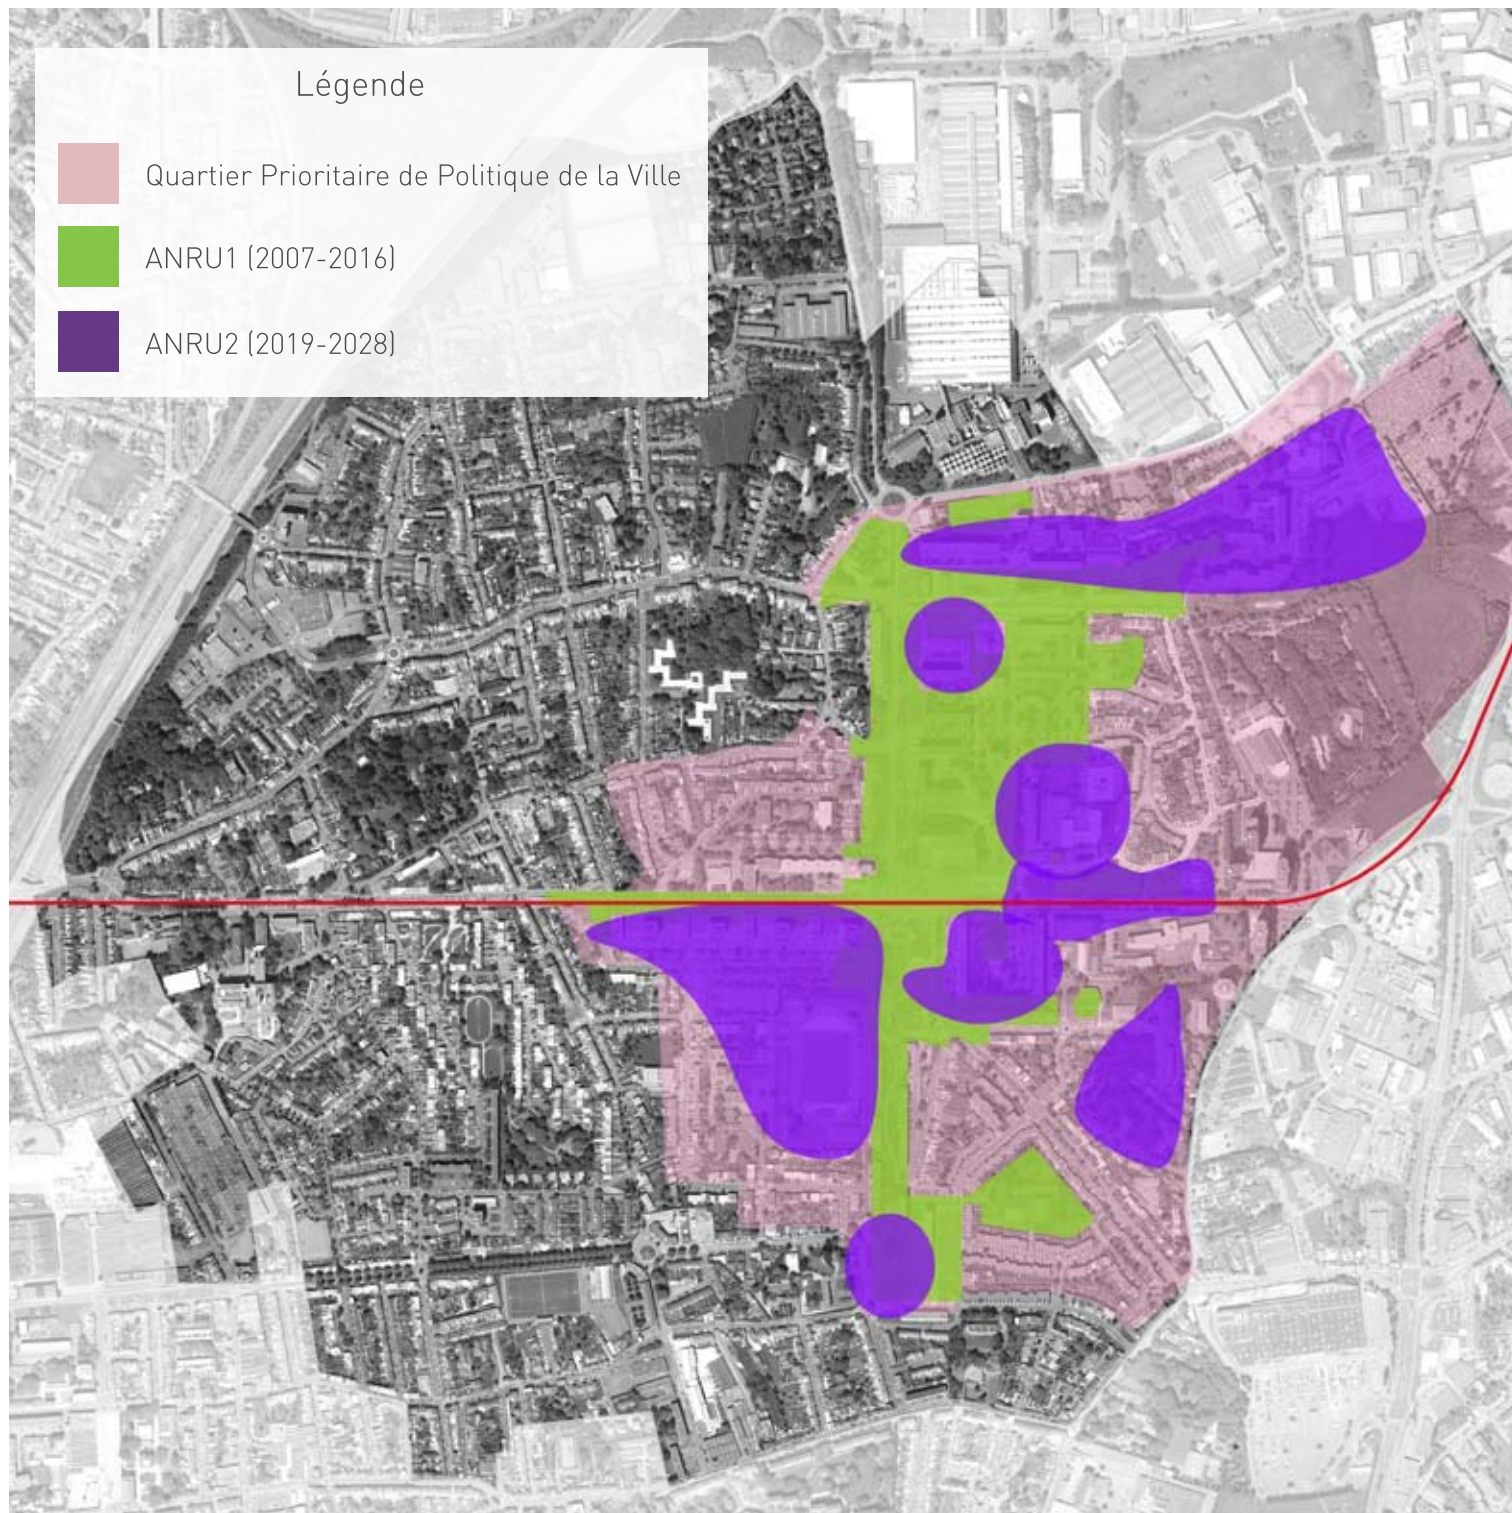 Légende
Quartier Prioritaire de Politique de la Ville
ANRU1 (2007-2016)
ANRU2 (2019-2028)